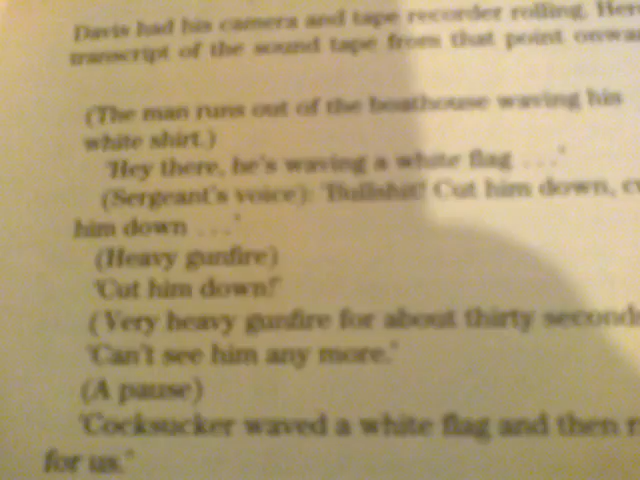 Davis had his camera and tape recorder rolling.
transcript of the sound tape from that point
(The man runs out of the boathouse waving his
white shirt.)
'Hey there, he's waving a white flag ...'
(Sergeant's voice): 'Bullshit! Cut him down,
him down ...'
(Heavy gunfire)
'Cut him down!'
(Very heavy gunfire for about thirty
'Can't see him any more.'
(A pause)
'Cocksucker waved a white flag and then
for us.'